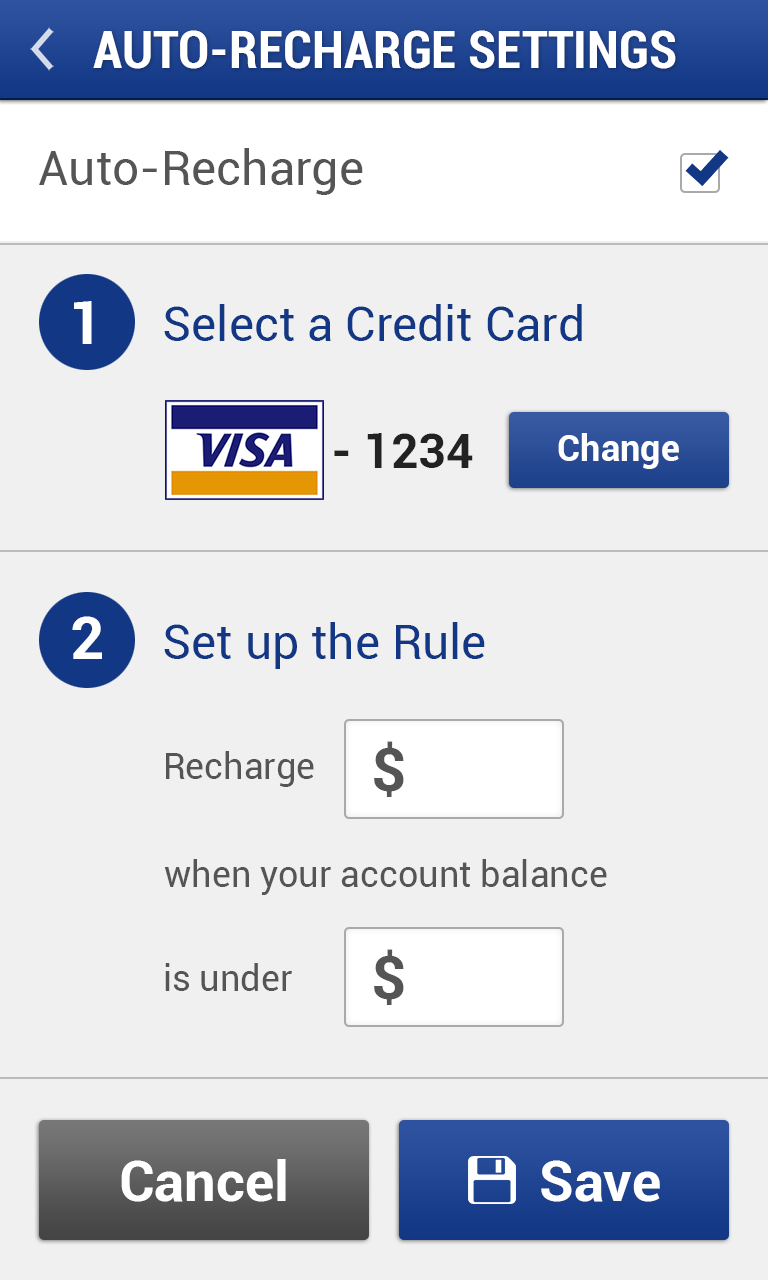 AUTO-RECHARGE SETTINGS
Auto-Recharge
1 Select a Credit Card
VISA - 1234 Change
2 Set up the Rule
Recharge $
when your account balance
is under $
Cancel Save